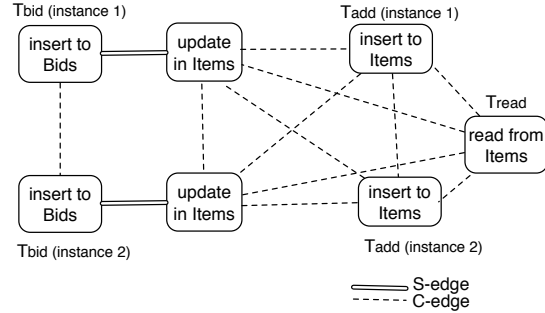 Tbid (instance 1)
insert to
Bids
update
in Items
Tadd (instance 1)
insert to
Items
Tread
read from
Items
insert to
Bids
update
in Items
insert to
Items
Tbid (instance 2)
Tadd (instance 2)
S-edge
C-edge